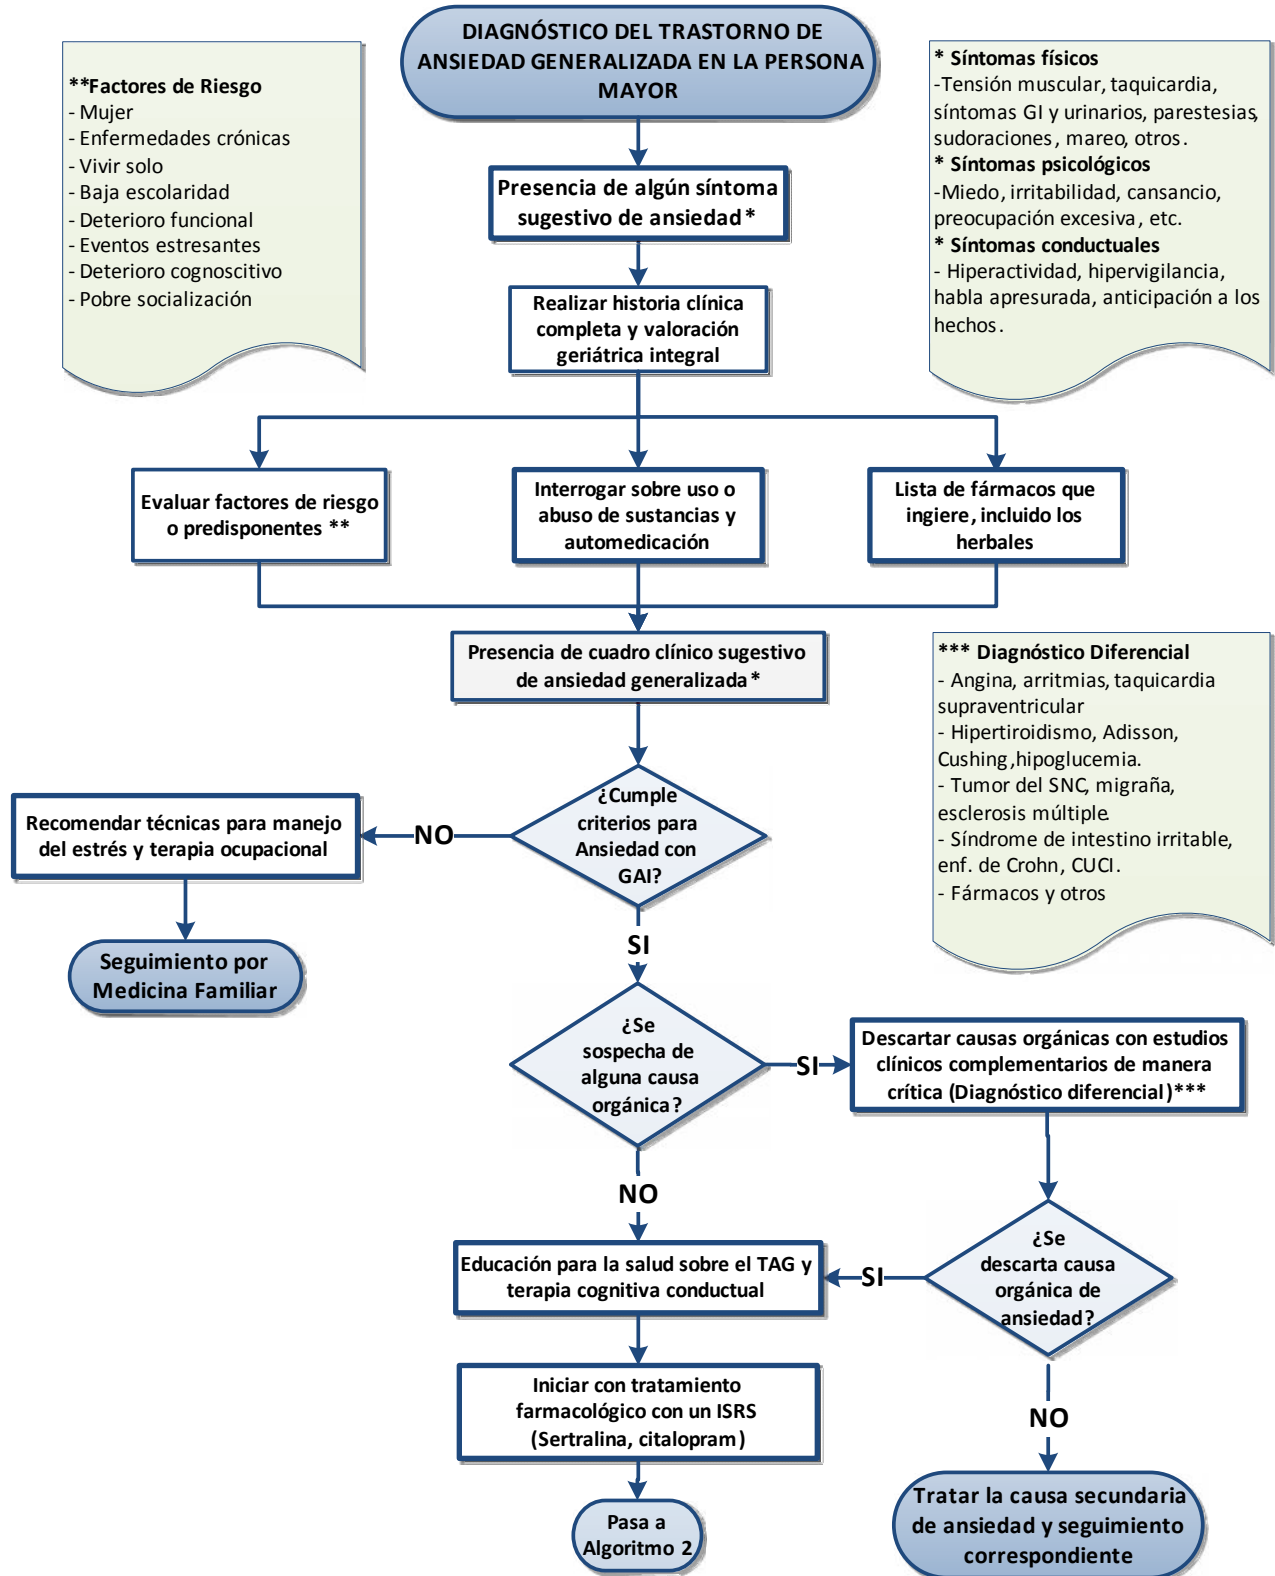 DIAGNÓSTICO DEL TRASTORNO DE
ANSIEDAD GENERALIZADA EN LA PERSONA
MAYOR
**Factores de Riesgo
- Mujer
- Enfermedades crónicas
- Vivir solo
- Baja escolaridad
- Deterioro funcional
- Eventos estresantes
- Deterioro cognoscitivo
- Pobre socialización
* Síntomas físicos
-Tensión muscular, taquicardia,
síntomas GI y urinarios, parestesias,
sudoraciones, mareo, otros.
* Síntomas psicológicos
-Miedo, irritabilidad, cansancio,
preocupación excesiva, etc.
* Síntomas conductuales
- Hiperactividad, hipervigilancia,
habla apresurada, anticipación a los
hechos.
Presencia de algún síntoma
sugestivo de ansiedad*
Realizar historia clínica
completa y valoración
geriátrica integral
Evaluar factores de riesgo
o predisponentes **
Interrogar sobre uso o
abuso de sustancias y
automedicación
Lista de fármacos que
ingiere, incluido los
herbales
Presencia de cuadro clínico sugestivo
de ansiedad generalizada*
*** Diagnóstico Diferencial
- Angina, arritmias, taquicardia
supraventricular
- Hipertiroidismo, Adisson,
Cushing,hipoglucemia.
- Tumor del SNC, migraña,
esclerosis múltiple.
- Síndrome de intestino irritable,
enf. de Crohn, CUCI.
- Fármacos y otros
¿Cumple
criterios para
Ansiedad con
GAI?
NO
Recomendar técnicas para manejo
del estrés y terapia ocupacional
Seguimiento por
Medicina Familiar
SI
¿Se
sospecha de
alguna causa
orgánica?
SI
Descartar causas orgánicas con estudios
clínicos complementarios de manera
crítica (Diagnóstico diferencial)***
NO
¿Se
descarta causa
orgánica de
ansiedad?
SI
Educación para la salud sobre el TAG y
terapia cognitiva conductual
Iniciar con tratamiento
farmacológico con un ISRS
(Sertralina, citalopram)
NO
Pasa a
Algoritmo 2
Tratar la causa secundaria
de ansiedad y seguimiento
correspondiente